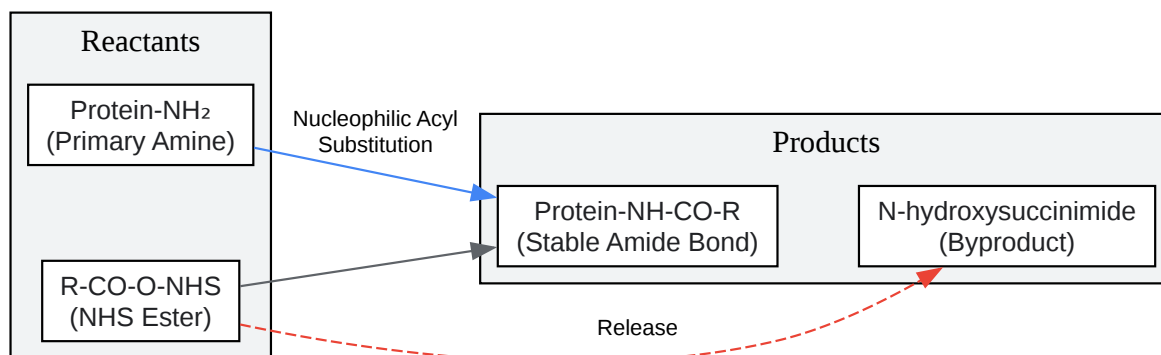 Reactants
Protein-NH₂
(Primary Amine)
R-CO-O-NHS
(NHS Ester)
Nucleophilic Acyl
Substitution
Products
Protein-NH-CO-R
(Stable Amide Bond)
N-hydroxysuccinimide
(Byproduct)
Release